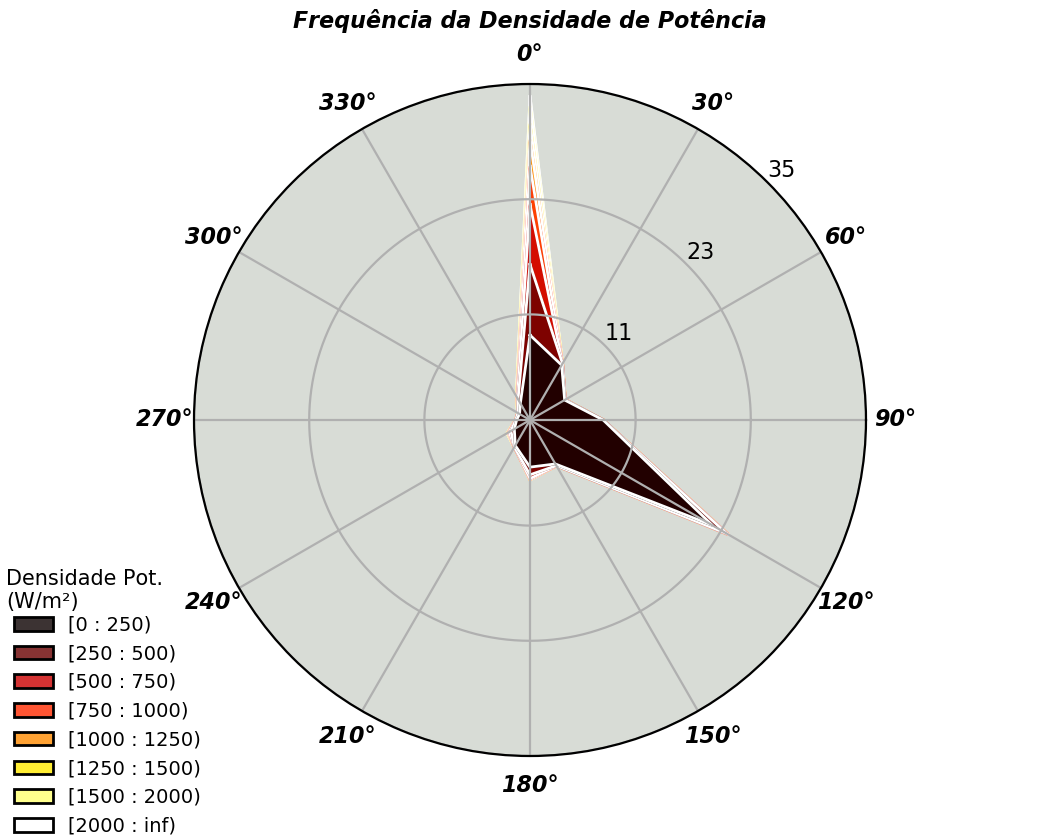 Frequência da Densidade de Potência
0°
330°
30°
35
300°
60°
23
11
270°
90°
Densidade Pot.
(W/m²)
240°
120°
[0 : 250)
[250 : 500)
[500 : 750)
[750 : 1000)
210°
150°
[1000 : 1250)
[1250 : 1500)
180°
[1500 : 2000)
[2000 : inf)